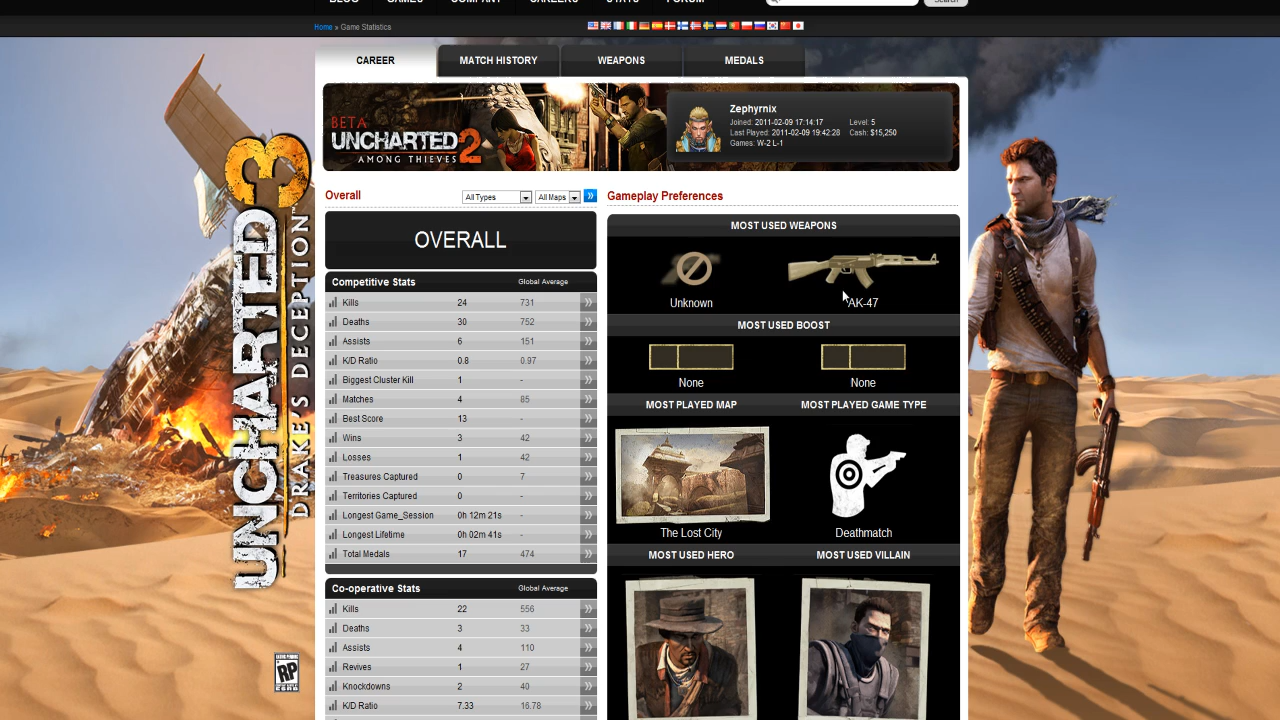 BLOG GAMES COMPANY CAREERS STATS FORUM Search
Home » Game Statistics
CAREER MATCH HISTORY WEAPONS MEDALS
BETA
UNCHARTED 2
AMONG THIEVES
Zephyrnix
Joined: 2011-02-09 17:14:17 Level: 5
Last Played: 2011-02-09 19:42:28 Cash: $15,250
Games: W-2 L-1
UNCHARTED 3
DRAKE'S DECEPTION™
RP
Overall All Types All Maps »
OVERALL
Competitive Stats Global Average
Kills 24 731
Deaths 30 752
Assists 6 151
K/D Ratio 0.8 0.97
Biggest Cluster Kill 1 -
Matches 4 85
Best Score 13 -
Wins 3 42
Losses 1 42
Treasures Captured 0 7
Territories Captured 0 -
Longest Game_Session 0h 12m 21s -
Longest Lifetime 0h 02m 41s -
Total Medals 17 474
Co-operative Stats Global Average
Kills 22 556
Deaths 3 33
Assists 4 110
Revives 1 27
Knockdowns 2 40
K/D Ratio 7.33 16.78
Gameplay Preferences
MOST USED WEAPONS
Unknown AK-47
MOST USED BOOST
None None
MOST PLAYED MAP MOST PLAYED GAME TYPE
The Lost City Deathmatch
MOST USED HERO MOST USED VILLAIN